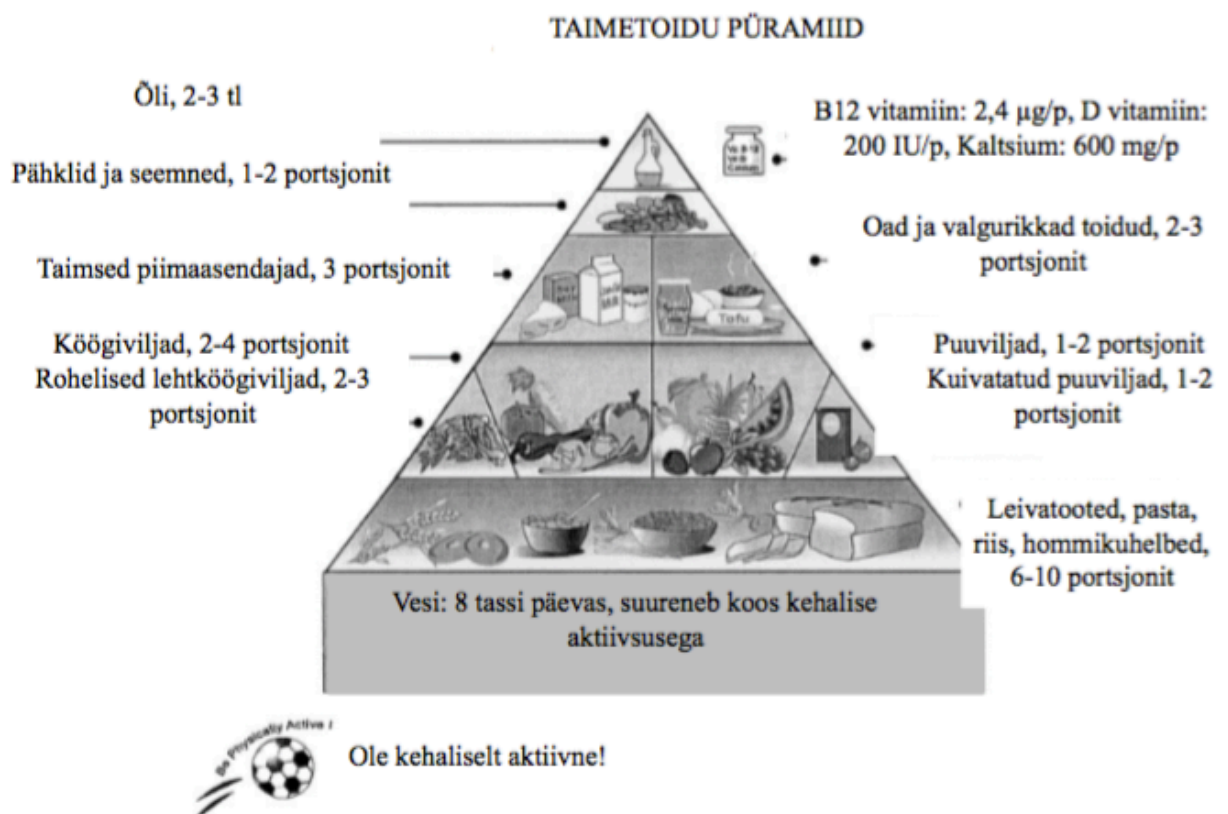 TAIMETOIDU PÜRAMIID
Õli, 2-3 tl
B12 vitamiin: 2,4 µg/p, D vitamiin:
200 IU/p, Kaltsium: 600 mg/p
Pähklid ja seemned, 1-2 portsjonit
Oad ja valgurikkad toidud, 2-3
portsjonit
Taimsed piimaasendajad, 3 portsjonit
Tofu
Köögiviljad, 2-4 portsjonit
Rohelised lehtköögiviljad, 2-3
portsjonit
Puuviljad, 1-2 portsjonit
Kuivatatud puuviljad, 1-2
portsjonit
Leivatooted, pasta,
riis, hommikuhelbed,
6-10 portsjonit
Vesi: 8 tassi päevas, suureneb koos kehalise
aktiivsusega
Be Physically Active !
Ole kehaliselt aktiivne!